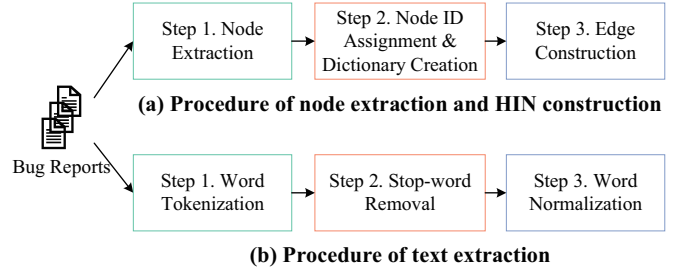 Step 1. Node
Extraction
Step 2. Node ID
Assignment &
Dictionary Creation
Step 3. Edge
Construction
(a) Procedure of node extraction and HIN construction
Bug Reports
Step 1. Word
Tokenization
Step 2. Stop-word
Removal
Step 3. Word
Normalization
(b) Procedure of text extraction